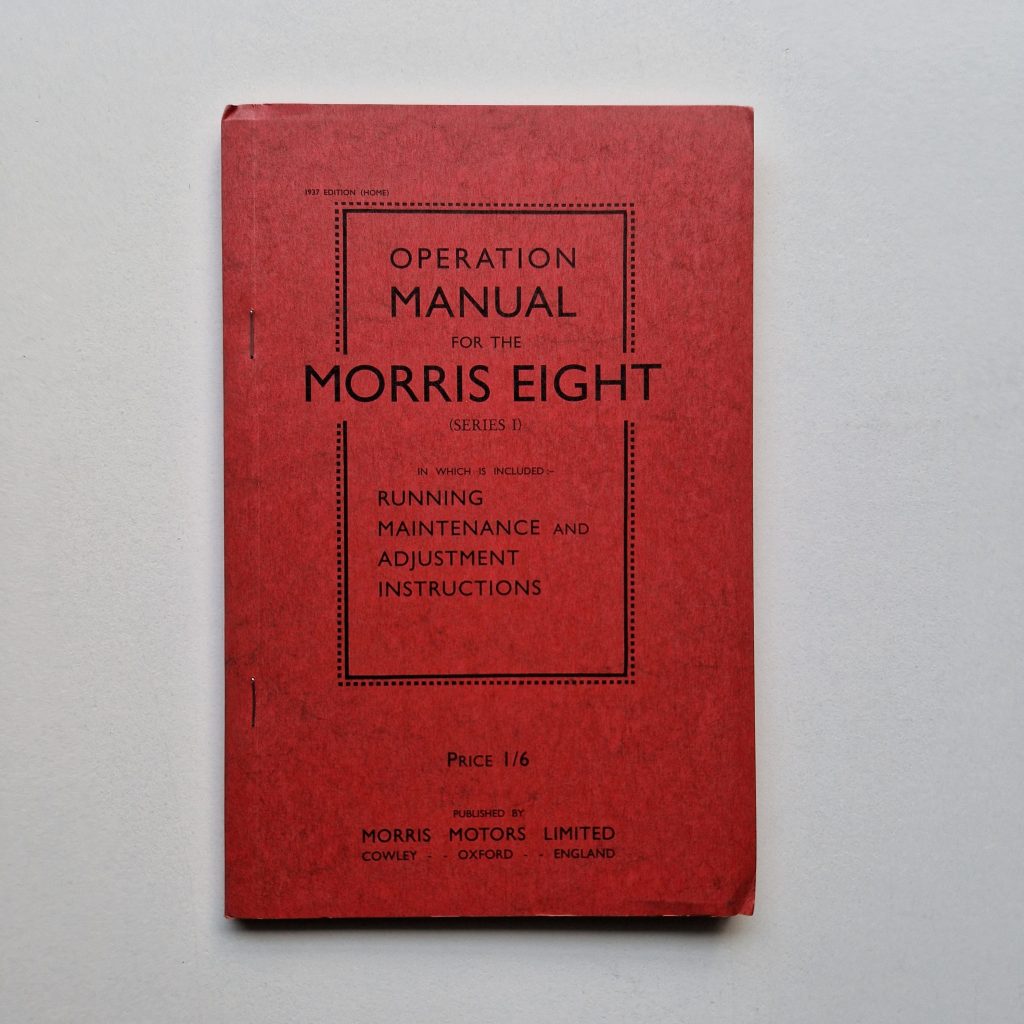 1937 EDITION (HOME)
OPERATION
MANUAL
FOR THE
MORRIS EIGHT
(SERIES I)
IN WHICH IS INCLUDED:-
RUNNING
MAINTENANCE AND
ADJUSTMENT
INSTRUCTIONS
PRICE 1/6
PUBLISHED BY
MORRIS MOTORS LIMITED
COWLEY - - OXFORD - - ENGLAND